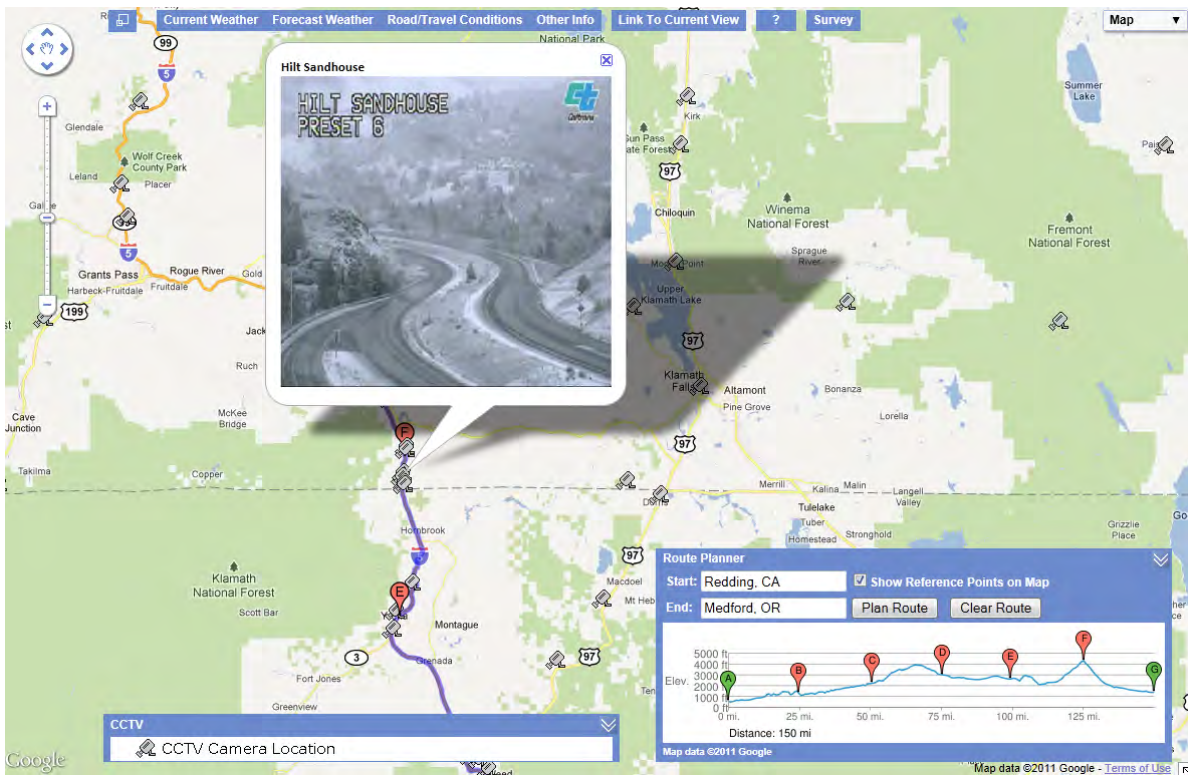 Current Weather Forecast Weather Road/Travel Conditions Other Info Link To Current View ? Survey
Map
National Park
99
5
Glendale
Wolf Creek
County Park
Leland
Placer
5
Grants Pass
Rogue River
Gold
Harbeck-Fruitdale
Fruitdale
199
Jack
Ruch
Cave
Junction
McKee
Bridge
Takilma
Copper
Hilt Sandhouse
HILT SANDHOUSE
PRESET 6
Caltrans
Kirk
97
Chiloquin
Winema
National Forest
Sprague
River
Summer
Lake
Fremont
National Forest
Upper
Klamath Lake
97
Klamath
Falls
Altamont
Pine Grove
Bonanza
Lorella
97
F
Merrill
Kalina
Malin
Langell
Valley
Tulelake
Tuber
Homestead
Stronghold
Grizzlie
Place
Hornbrook
97
Macdoel
Mt Heb
Klamath
National Forest
Scott Bar
E
Montague
3
Grenada
Fort Jones
Greenview
97
Route Planner
Start: Redding, CA
Show Reference Points on Map
End: Medford, OR
Plan Route
Clear Route
Elev.
5000 ft
4000 ft
3000 ft
2000 ft
1000 ft
0 ft
A B C D E F G
0 mi. 25 mi. 50 mi. 75 mi. 100 mi. 125 mi.
Distance: 150 mi
Map data ©2011 Google
CCTV
CCTV Camera Location
Google
Map data ©2011 Google - Terms of Use